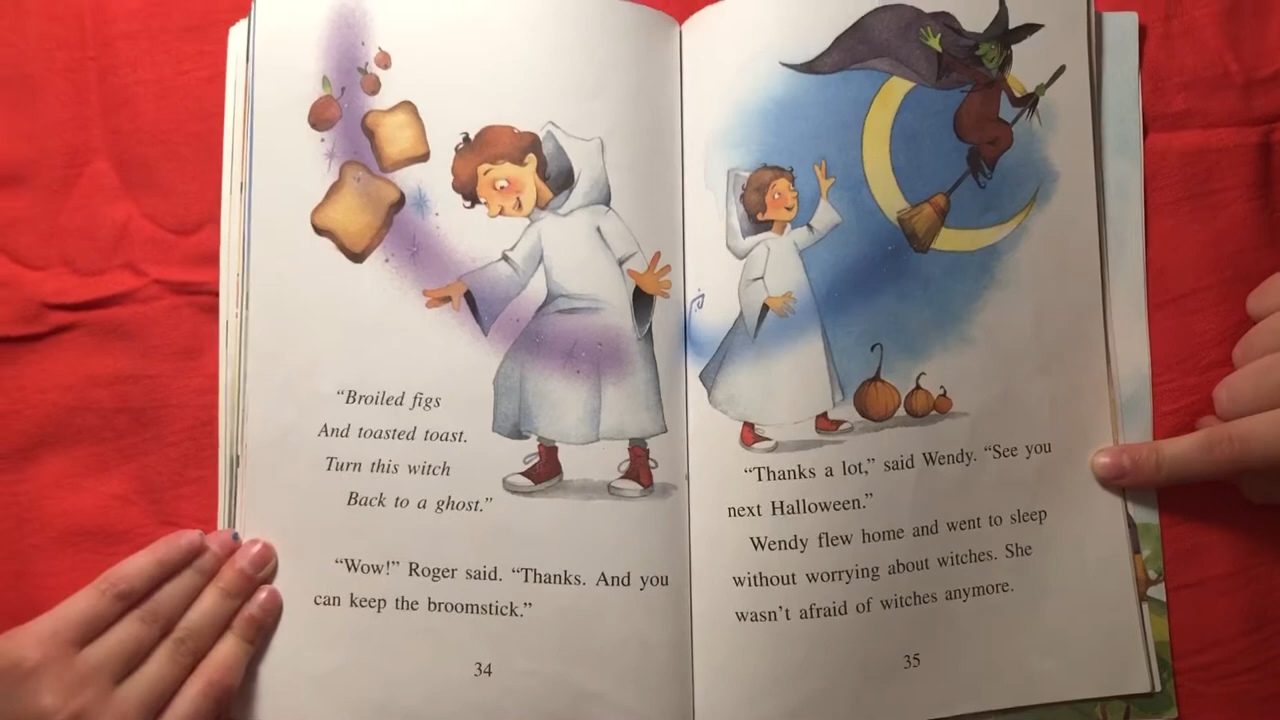 “Broiled figs
And toasted toast.
Turn this witch
Back to a ghost.”
“Wow!” Roger said. “Thanks. And you
can keep the broomstick.”
34
“Thanks a lot,” said Wendy. “See you
next Halloween.”
Wendy flew home and went to sleep
without worrying about witches. She
wasn’t afraid of witches anymore.
35